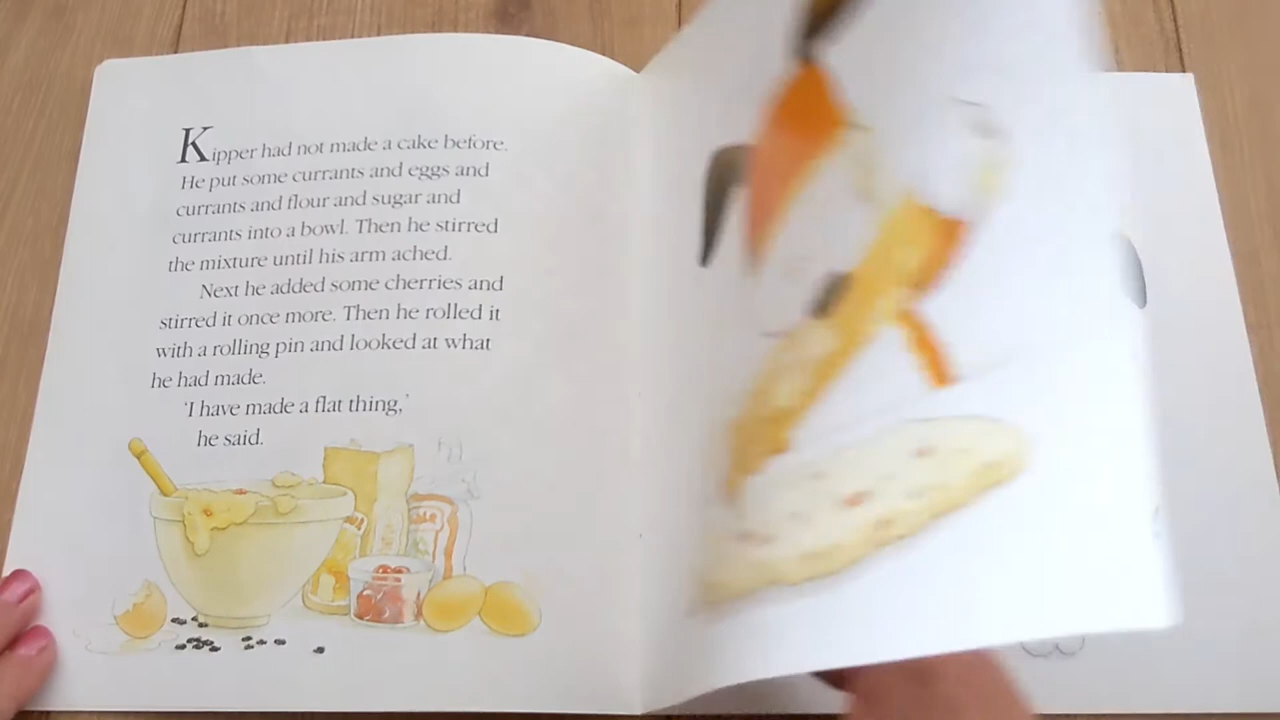 Kipper had not made a cake before.
He put some currants and eggs and
currants and flour and sugar and
currants into a bowl. Then he stirred
the mixture until his arm ached.
Next he added some cherries and
stirred it once more. Then he rolled it
with a rolling pin and looked at what
he had made.
'I have made a flat thing,'
he said.